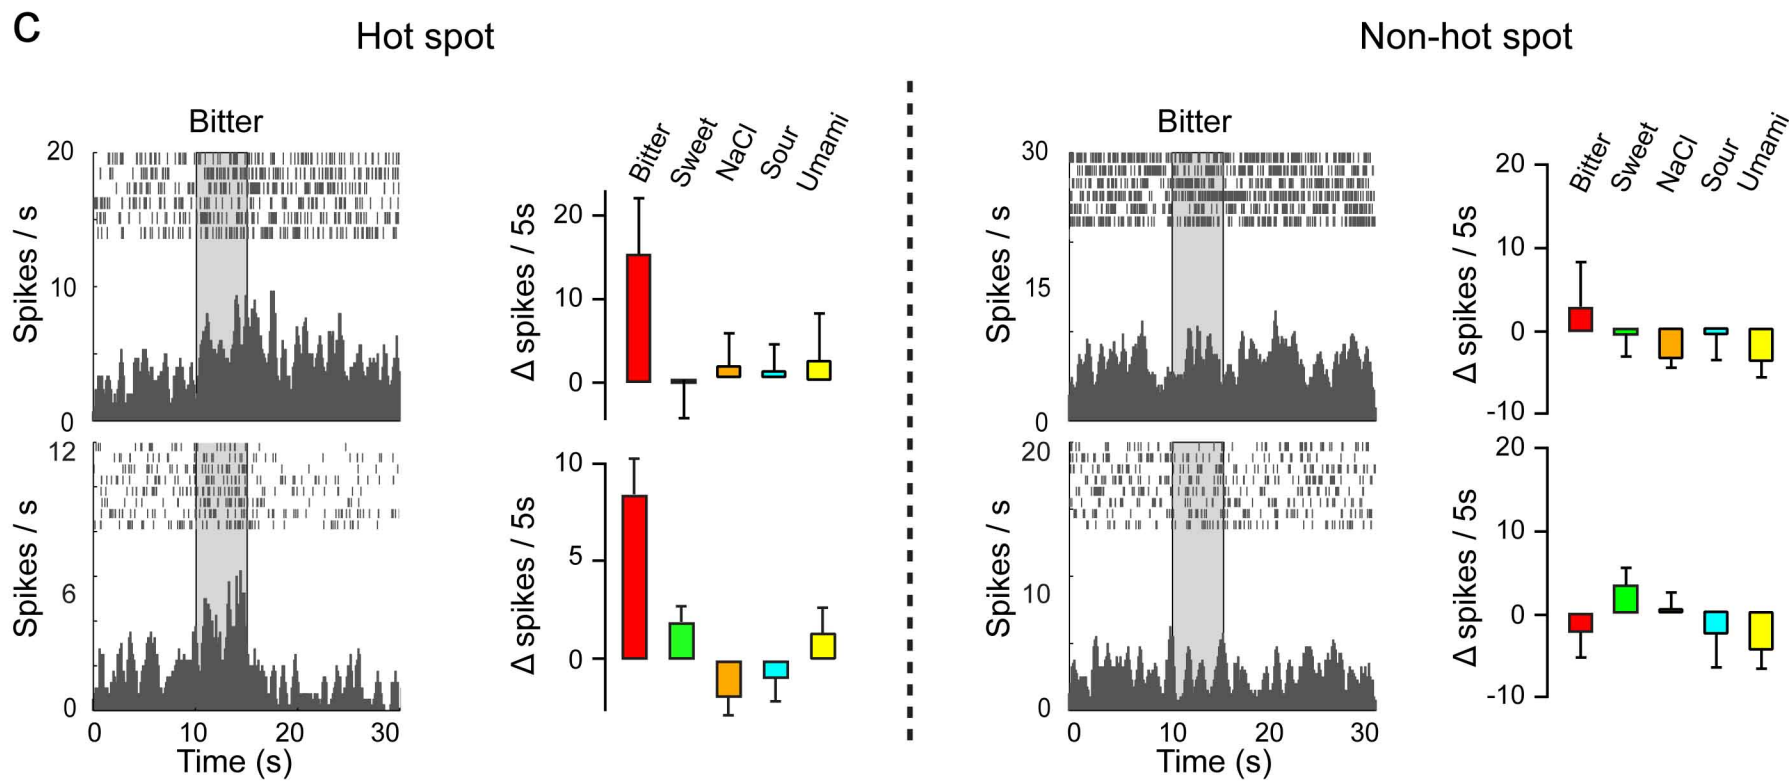 C
Hot spot
Non-hot spot
Bitter
20
10
0
Spikes / s
Bitter
Sweet
NaCl
Sour
Umami
20
10
0
Δ spikes / 5s
12
6
0
Spikes / s
0
10
20
30
Time (s)
10
5
0
Δ spikes / 5s
Bitter
30
15
0
Spikes / s
Bitter
Sweet
NaCl
Sour
Umami
20
10
0
-10
Δ spikes / 5s
20
10
0
Spikes / s
0
10
20
30
Time (s)
20
10
0
-10
Δ spikes / 5s